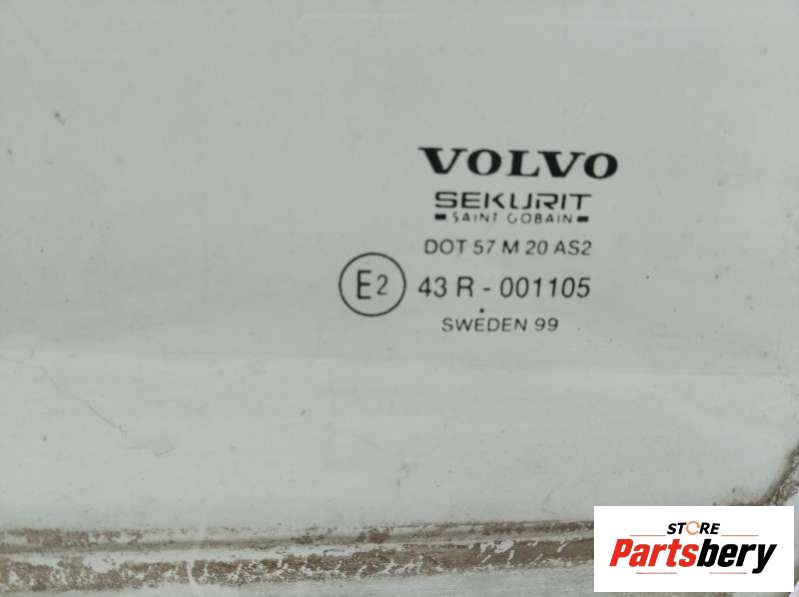 VOLVO
SEKURIT
SAINT GOBAIN
DOT 57 M 20 AS2
E2 43 R - 001105
SWEDEN 99
STORE
Partsbery